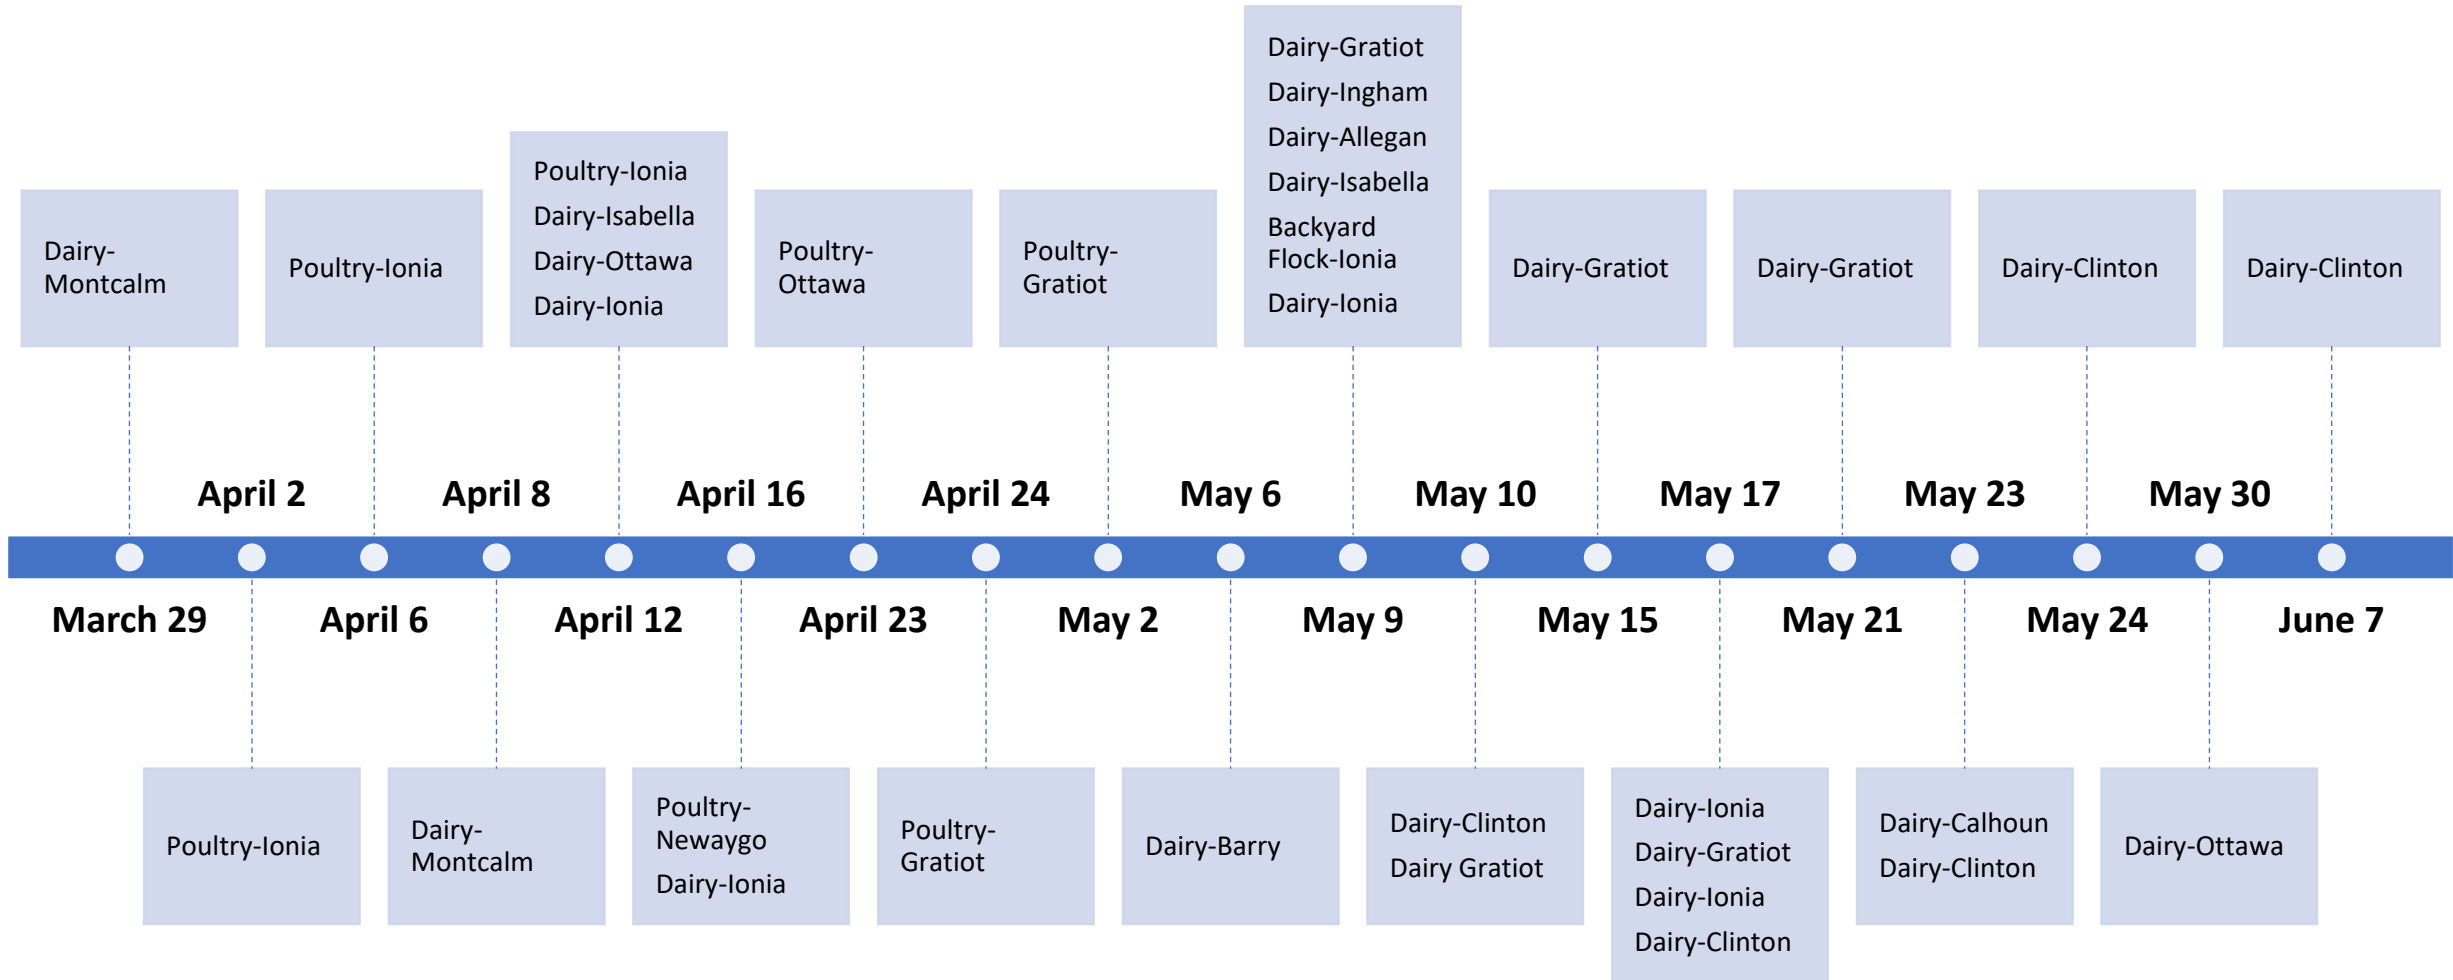 Dairy-Gratiot
Dairy-Ingham
Dairy-Allegan
Dairy-Isabella
Backyard
Flock-Ionia
Dairy-Ionia
Poultry-Ionia
Dairy-Isabella
Dairy-Ottawa
Dairy-Ionia
Dairy-
Montcalm
Poultry-Ionia
Poultry-
Ottawa
Poultry-
Gratiot
Dairy-Gratiot
Dairy-Gratiot
Dairy-Clinton
Dairy-Clinton
April 2
April 8
April 16
April 24
May 6
May 10
May 17
May 23
May 30
March 29
April 6
April 12
April 23
May 2
May 9
May 15
May 21
May 24
June 7
Poultry-Ionia
Dairy-
Montcalm
Poultry-
Newaygo
Dairy-Ionia
Poultry-
Gratiot
Dairy-Barry
Dairy-Clinton
Dairy Gratiot
Dairy-Ionia
Dairy-Gratiot
Dairy-Ionia
Dairy-Clinton
Dairy-Calhoun
Dairy-Clinton
Dairy-Ottawa